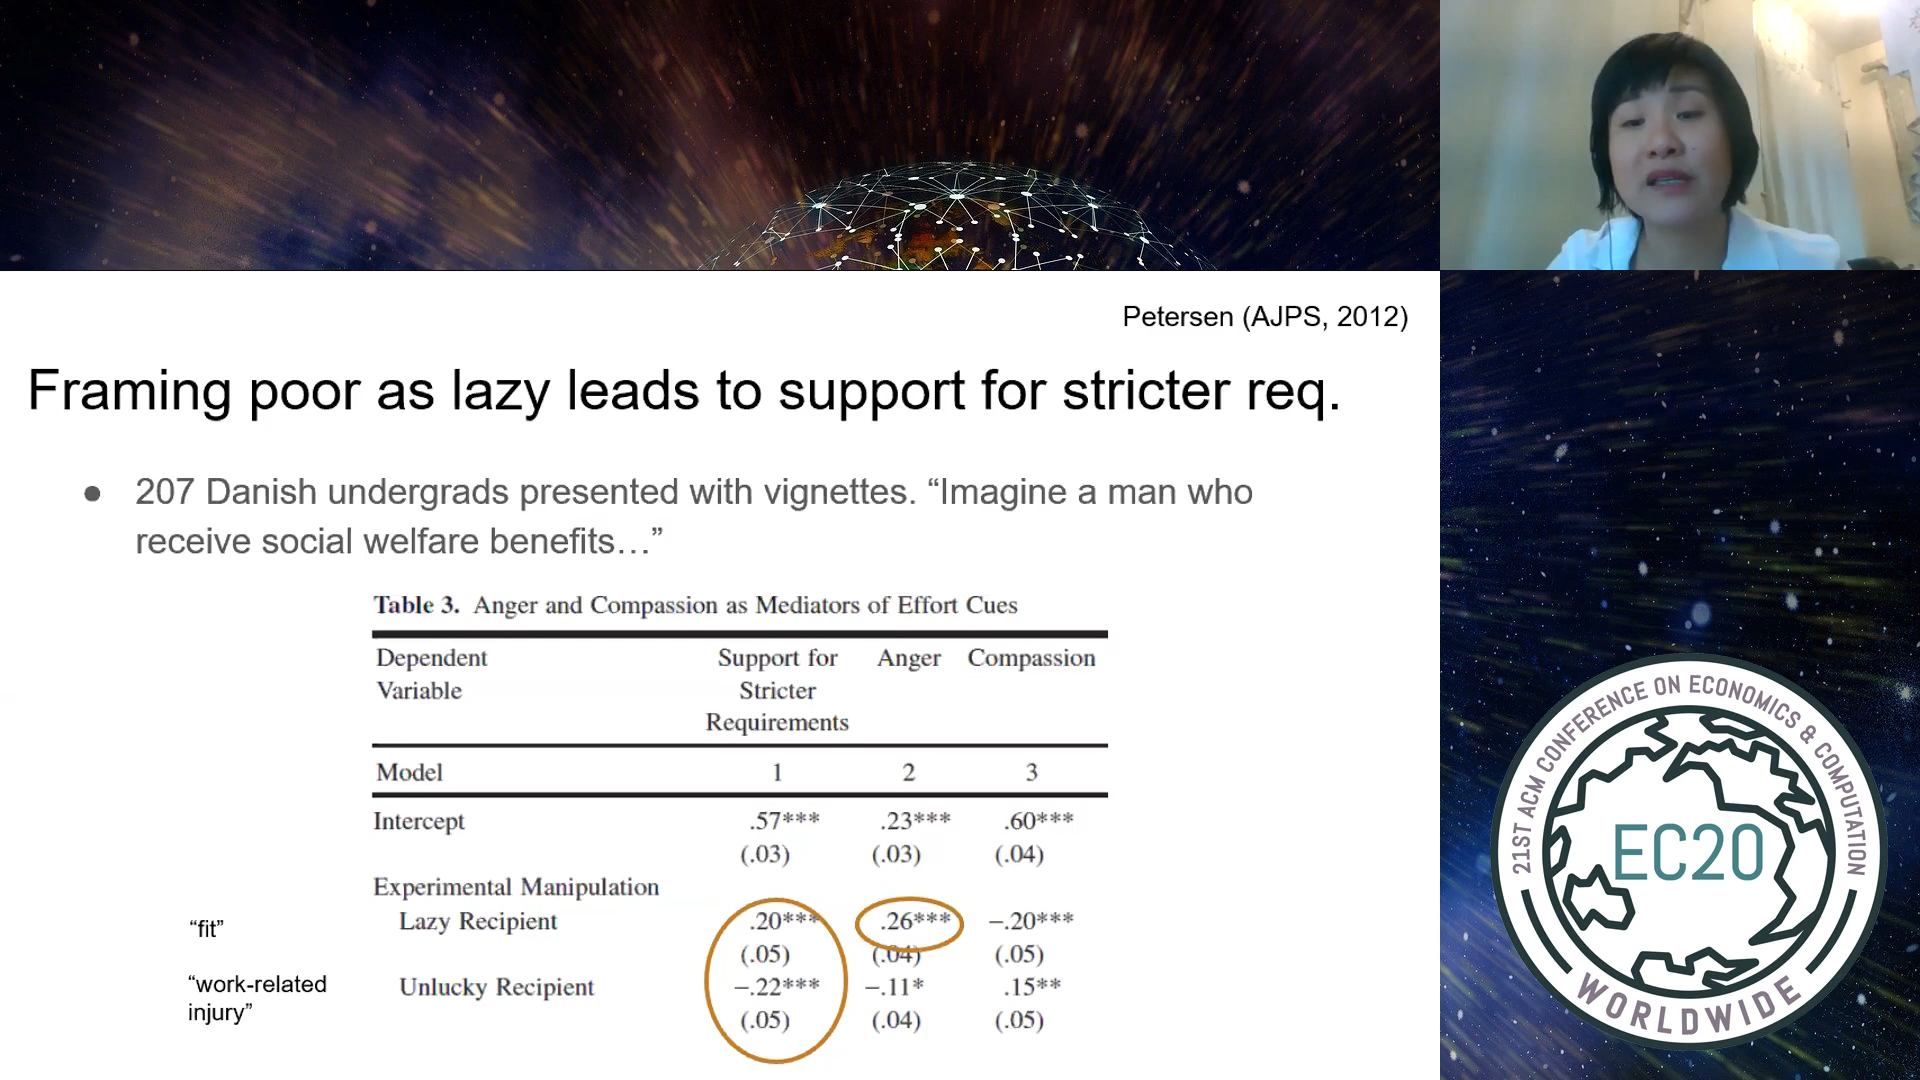 Petersen (AJPS, 2012)
Framing poor as lazy leads to support for stricter req.
● 207 Danish undergrads presented with vignettes. “Imagine a man who
receive social welfare benefits…”
Table 3. Anger and Compassion as Mediators of Effort Cues
Dependent Variable Support for Stricter Requirements Anger Compassion
Model 1 2 3
Intercept .57*** .23*** .60***
(.03) (.03) (.04)
Experimental Manipulation
“fit” Lazy Recipient .20*** .26*** −.20***
(.05) (.04) (.05)
“work-related injury” Unlucky Recipient −.22*** −.11* .15**
(.05) (.04) (.05)
21ST ACM CONFERENCE ON ECONOMICS & COMPUTATION
EC20
WORLDWIDE